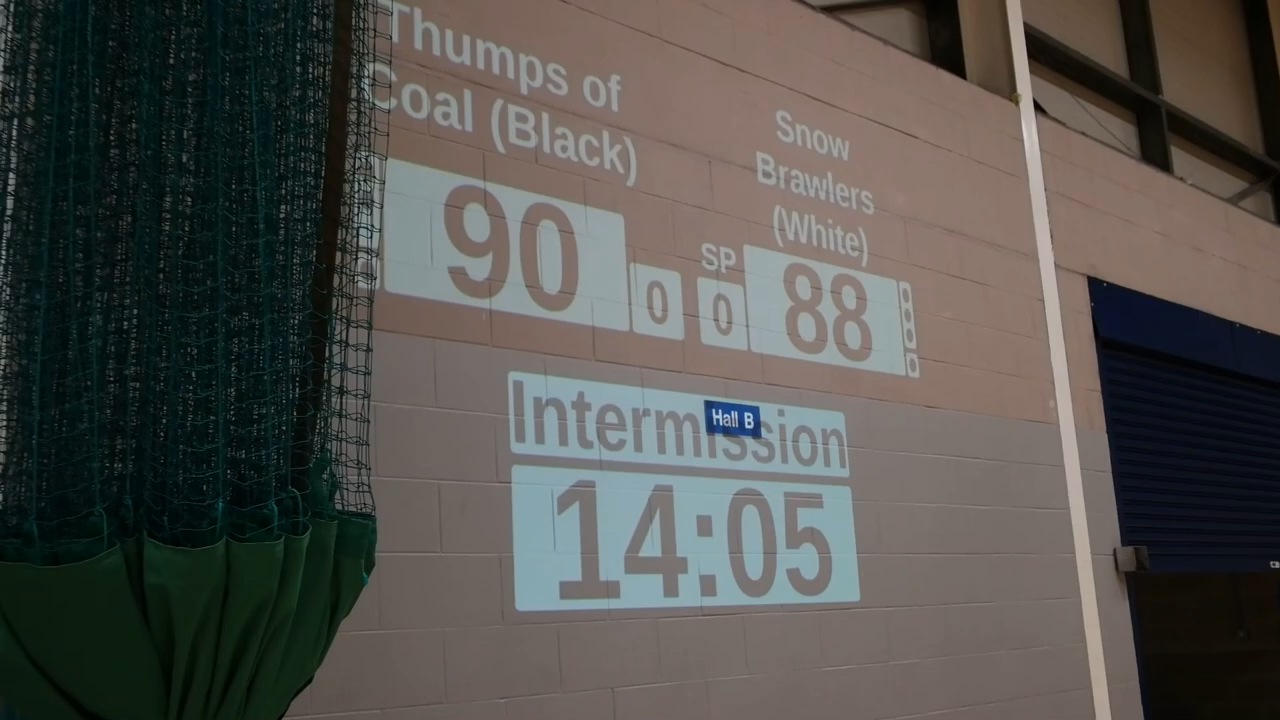 Thumps of
Coal (Black)
90
0
SP
0
Snow
Brawlers
(White)
88
Intermission
Hall B
14:05